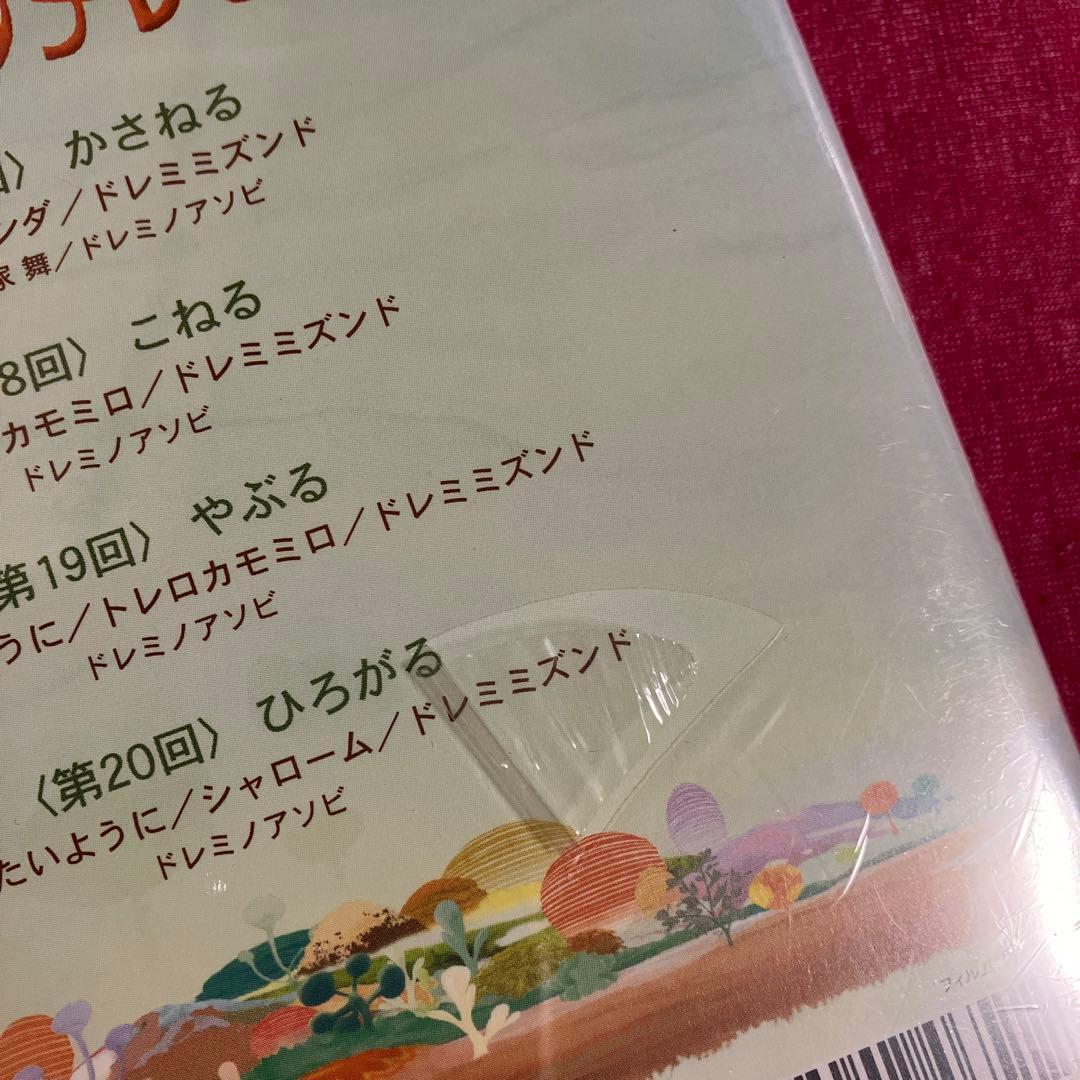 かさねる
ンダ／ドレミミズンド
家 舞／ドレミノアソビ
8回〉 こねる
カモミロ／ドレミミズンド
ドレミノアソビ
第19回〉 やぶる
うに／トレロカモミロ／ドレミミズンド
ドレミノアソビ
〈第20回〉 ひろがる
たいように／シャローム／ドレミミズンド
ドレミノアソビ